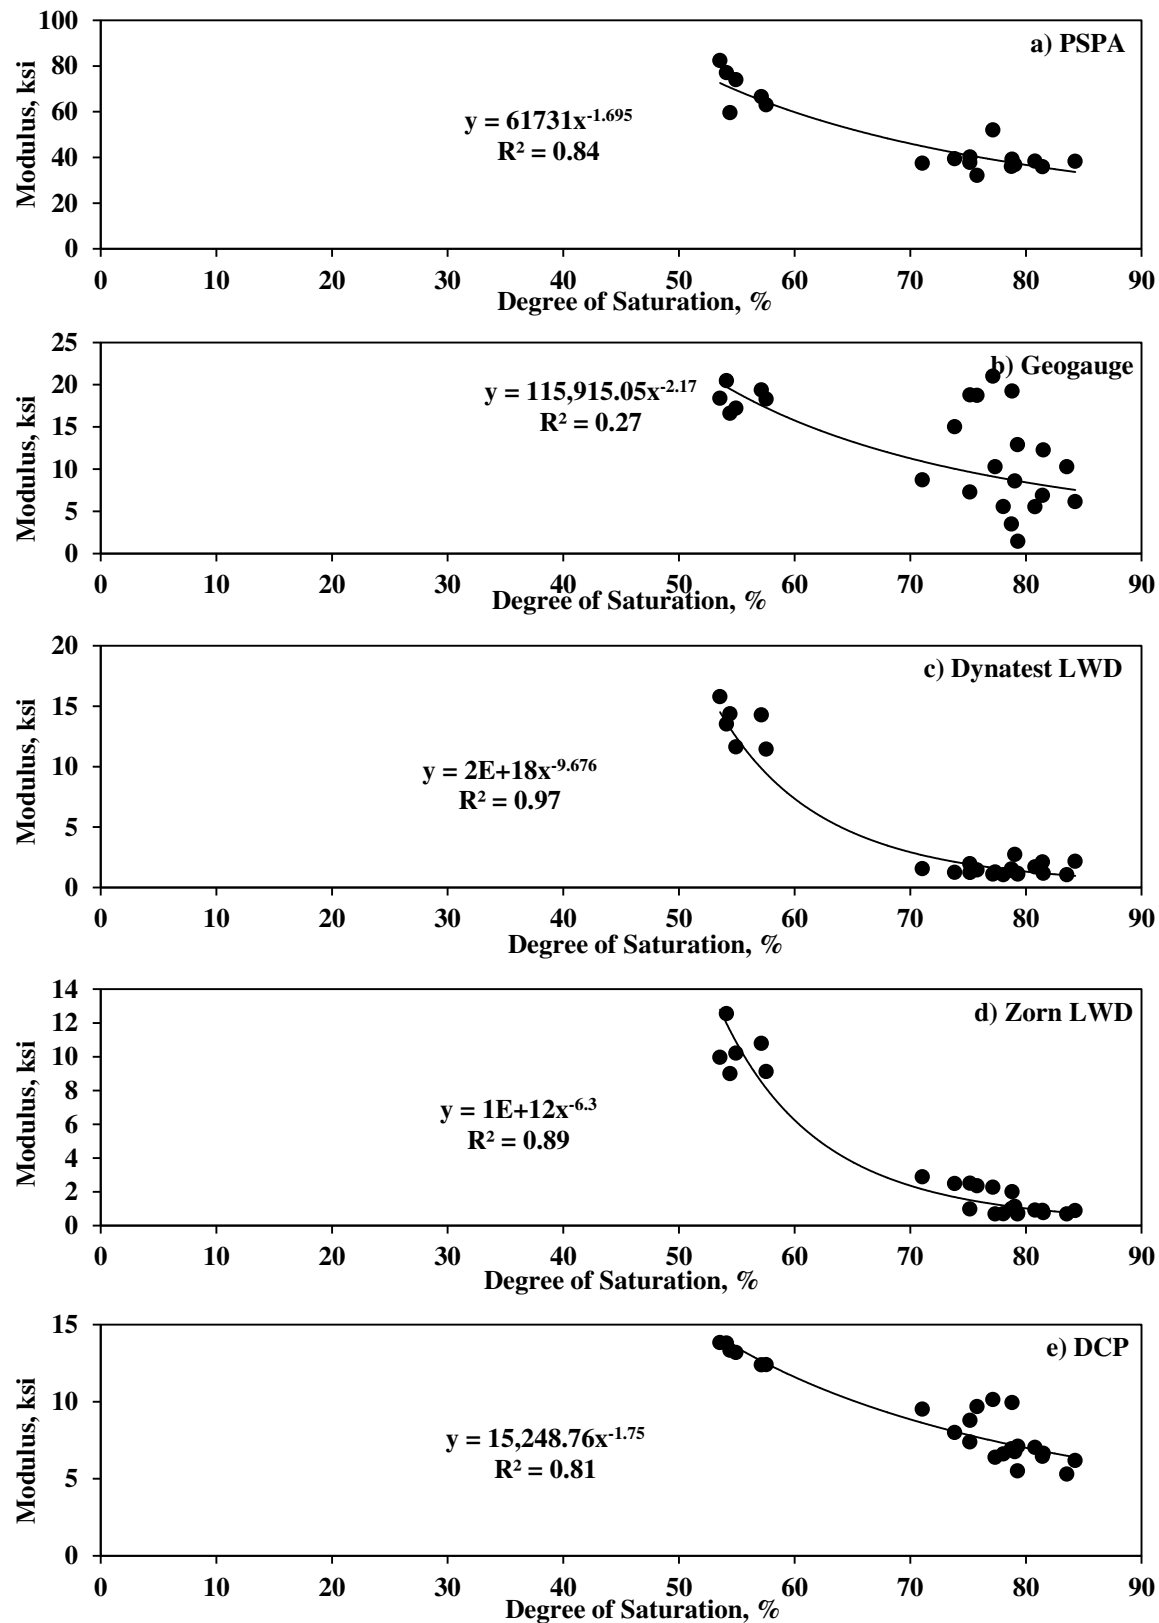 a) PSPA
Modulus, ksi
100
80
60
40
20
0
y = 61731x^-1.695
R² = 0.84
0 10 20 30 40 50 60 70 80 90
Degree of Saturation, %
b) Geogauge
Modulus, ksi
25
20
15
10
5
0
y = 115,915.05x^-2.17
R² = 0.27
0 10 20 30 40 50 60 70 80 90
Degree of Saturation, %
c) Dynatest LWD
Modulus, ksi
20
15
10
5
0
y = 2E+18x^-9.676
R² = 0.97
0 10 20 30 40 50 60 70 80 90
Degree of Saturation, %
d) Zorn LWD
Modulus, ksi
14
12
10
8
6
4
2
0
y = 1E+12x^-6.3
R² = 0.89
0 10 20 30 40 50 60 70 80 90
Degree of Saturation, %
e) DCP
Modulus, ksi
15
10
5
0
y = 15,248.76x^-1.75
R² = 0.81
0 10 20 30 40 50 60 70 80 90
Degree of Saturation, %